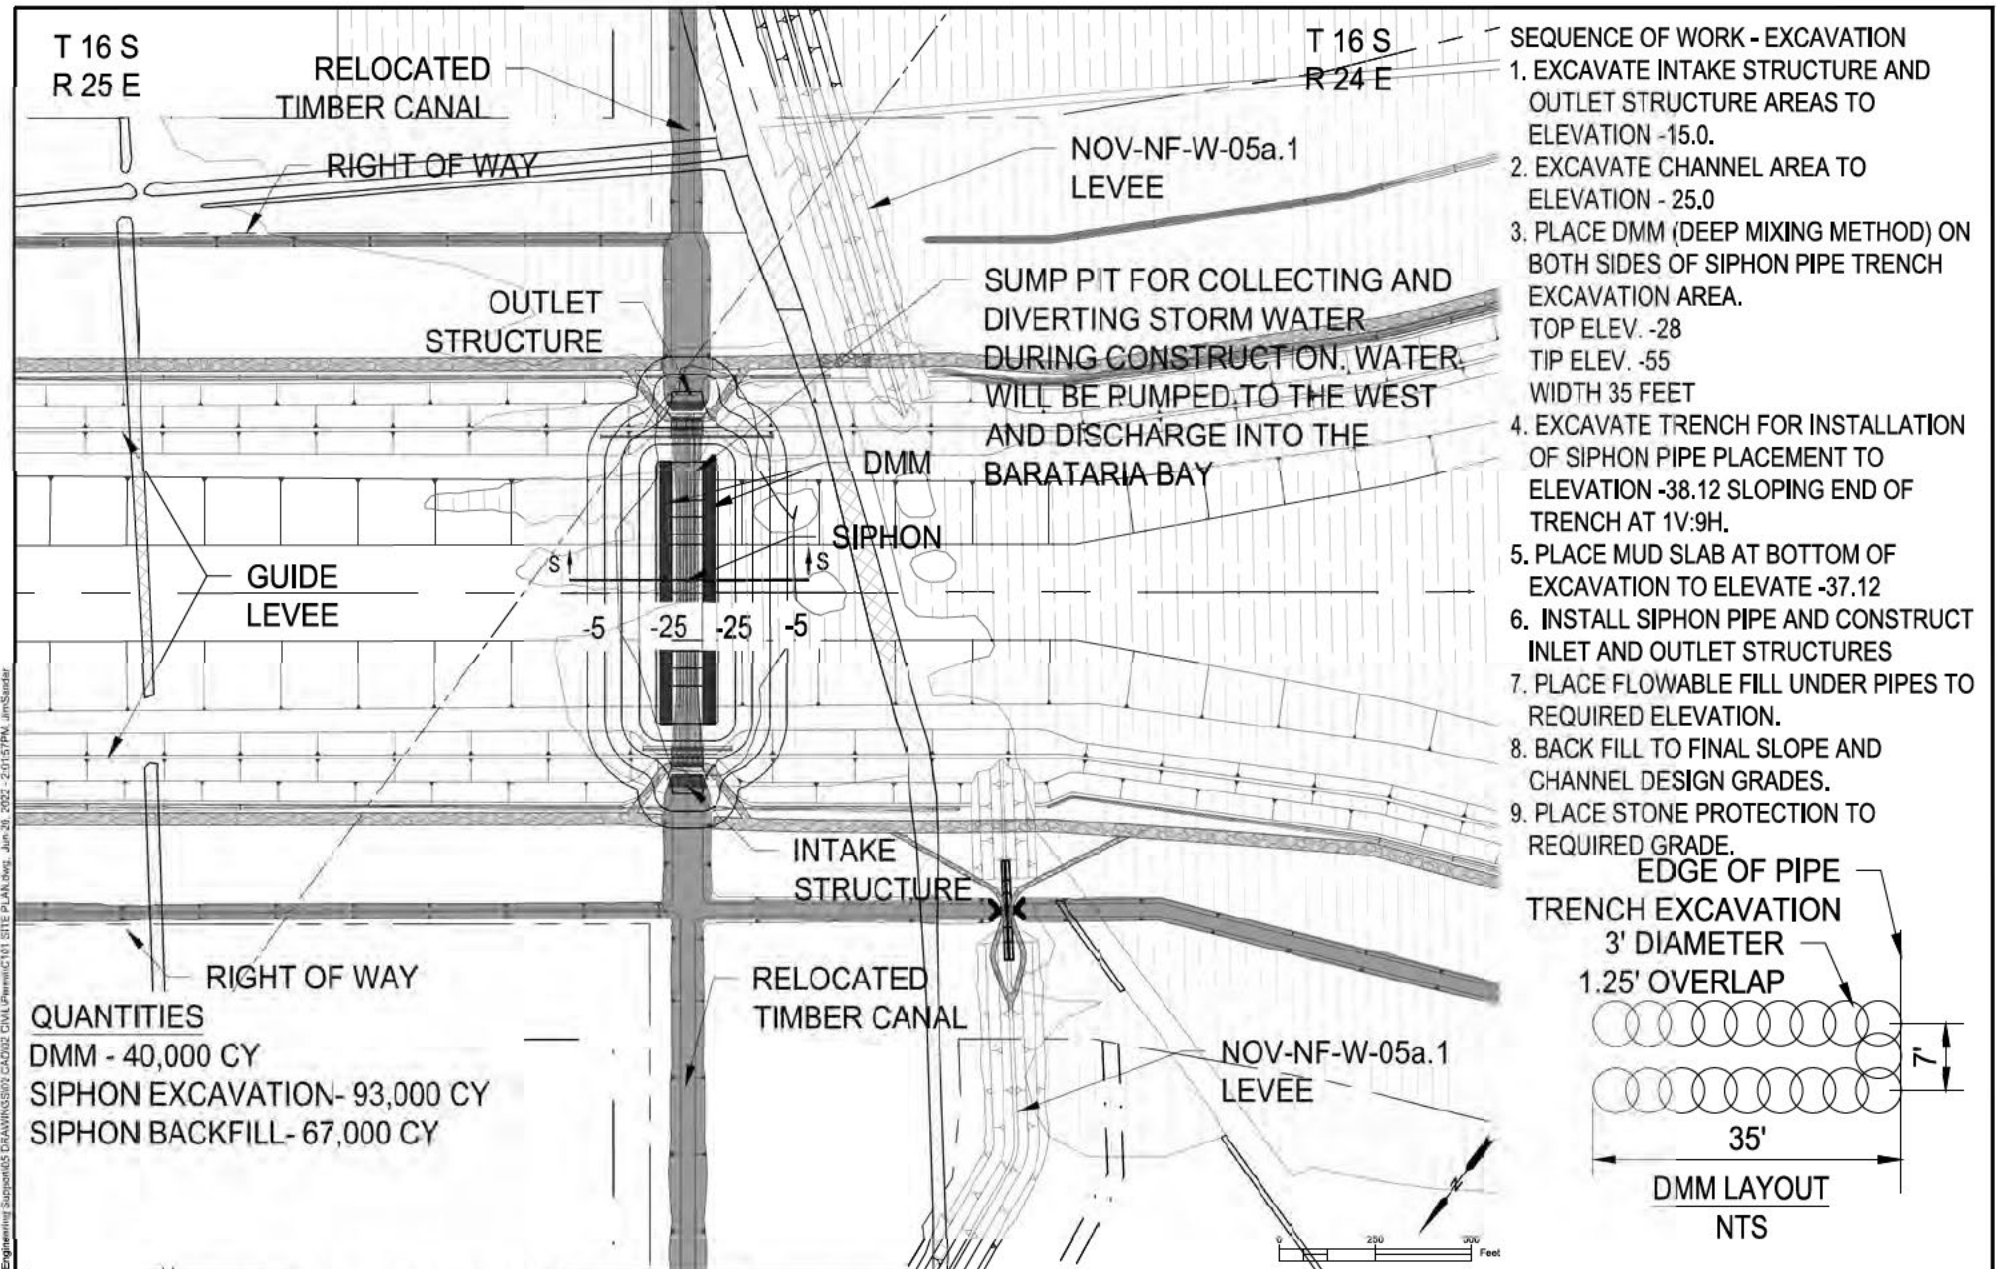 T 16 S
R 25 E
RELOCATED
TIMBER CANAL
RIGHT OF WAY
OUTLET
STRUCTURE
T 16 S
R 24 E
NOV-NF-W-05a.1
LEVEE
SUMP PIT FOR COLLECTING AND
DIVERTING STORM WATER
DURING CONSTRUCTION. WATER
WILL BE PUMPED TO THE WEST
AND DISCHARGE INTO THE
BARATARIA BAY
DMM
SIPHON
S
S
GUIDE
LEVEE
-5
-25
-25
-5
INTAKE
STRUCTURE
RIGHT OF WAY
RELOCATED
TIMBER CANAL
NOV-NF-W-05a.1
LEVEE
QUANTITIES
DMM - 40,000 CY
SIPHON EXCAVATION- 93,000 CY
SIPHON BACKFILL- 67,000 CY
N
0
250
500
Feet
SEQUENCE OF WORK - EXCAVATION
1. EXCAVATE INTAKE STRUCTURE AND
OUTLET STRUCTURE AREAS TO
ELEVATION -15.0.
2. EXCAVATE CHANNEL AREA TO
ELEVATION - 25.0
3. PLACE DMM (DEEP MIXING METHOD) ON
BOTH SIDES OF SIPHON PIPE TRENCH
EXCAVATION AREA.
TOP ELEV. -28
TIP ELEV. -55
WIDTH 35 FEET
4. EXCAVATE TRENCH FOR INSTALLATION
OF SIPHON PIPE PLACEMENT TO
ELEVATION -38.12 SLOPING END OF
TRENCH AT 1V:9H.
5. PLACE MUD SLAB AT BOTTOM OF
EXCAVATION TO ELEVATE -37.12
6. INSTALL SIPHON PIPE AND CONSTRUCT
INLET AND OUTLET STRUCTURES
7. PLACE FLOWABLE FILL UNDER PIPES TO
REQUIRED ELEVATION.
8. BACK FILL TO FINAL SLOPE AND
CHANNEL DESIGN GRADES.
9. PLACE STONE PROTECTION TO
REQUIRED GRADE.
EDGE OF PIPE
TRENCH EXCAVATION
3' DIAMETER
1.25' OVERLAP
7'
35'
DMM LAYOUT
NTS